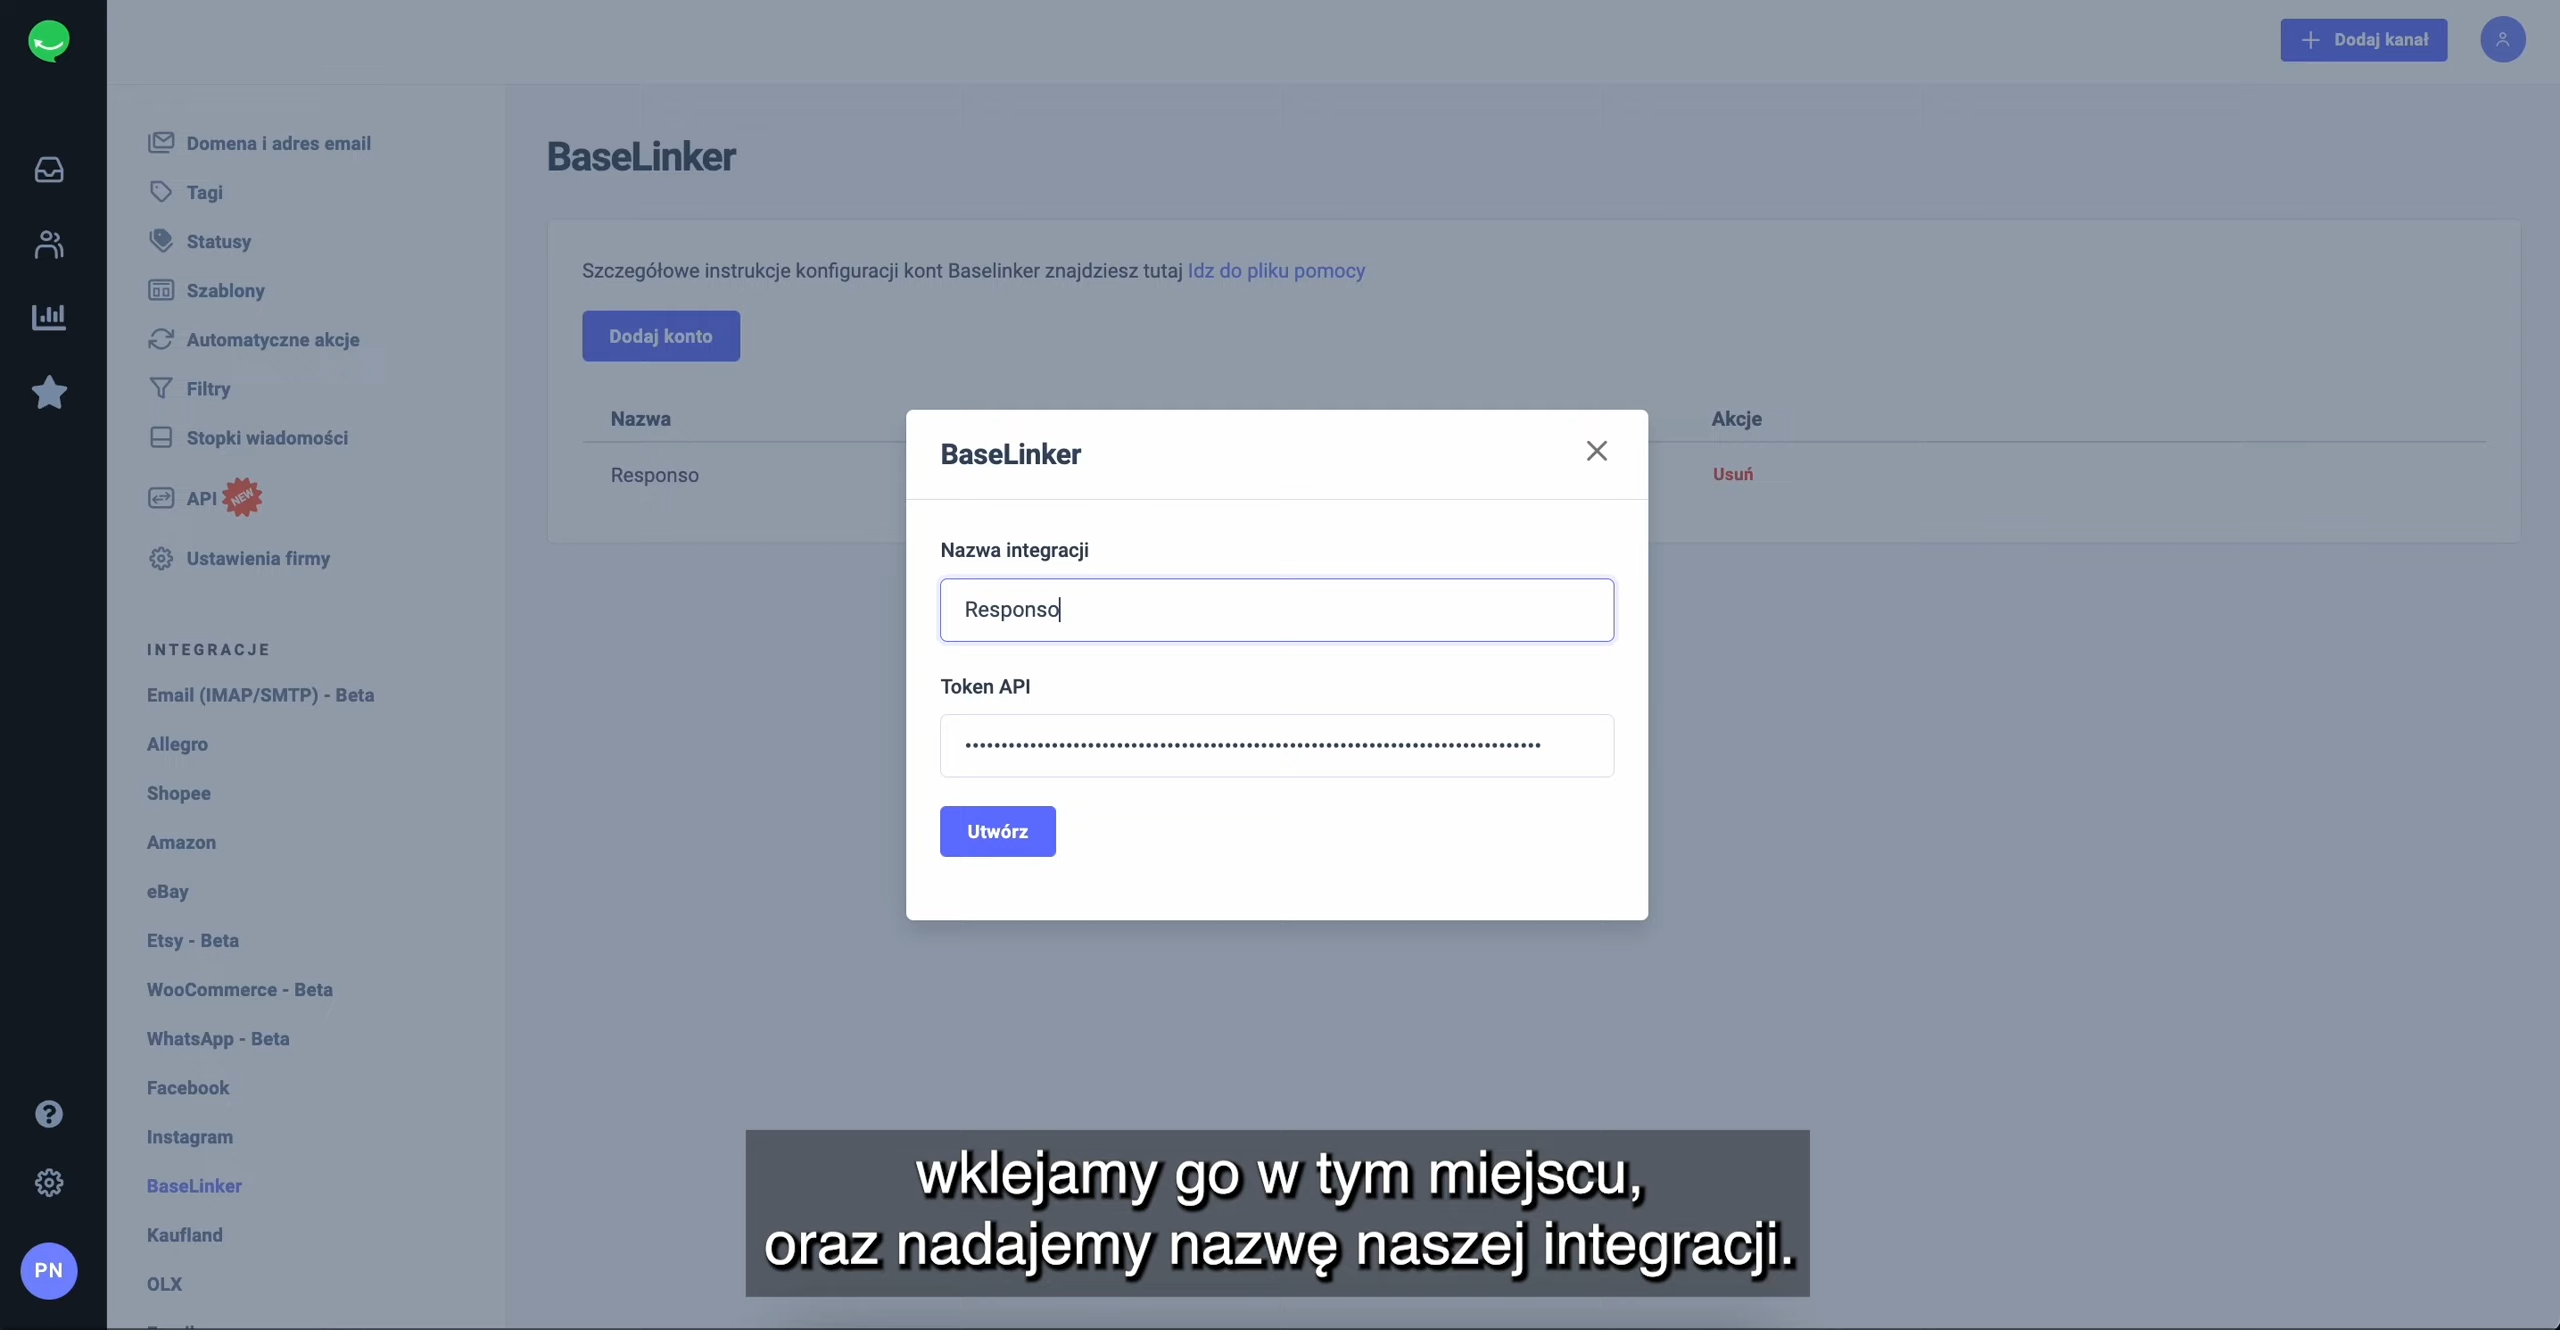 Dodaj kanał
Domena i adres email
Tagi
Statusy
Szablony
Automatyczne akcje
Filtry
Stopki wiadomości
API NEW
Ustawienia firmy
INTEGRACJE
Email (IMAP/SMTP) - Beta
Allegro
Shopee
Amazon
eBay
Etsy - Beta
WooCommerce - Beta
WhatsApp - Beta
Facebook
Instagram
BaseLinker
Kaufland
OLX
PN
BaseLinker
Szczegółowe instrukcje konfiguracji kont Baselinker znajdziesz tutaj Idz do pliku pomocy
Dodaj konto
Nazwa
Akcje
Responso
Usuń
BaseLinker
Nazwa integracji
Responso
Token API
Utwórz
wklejamy go w tym miejscu,
oraz nadajemy nazwę naszej integracji.